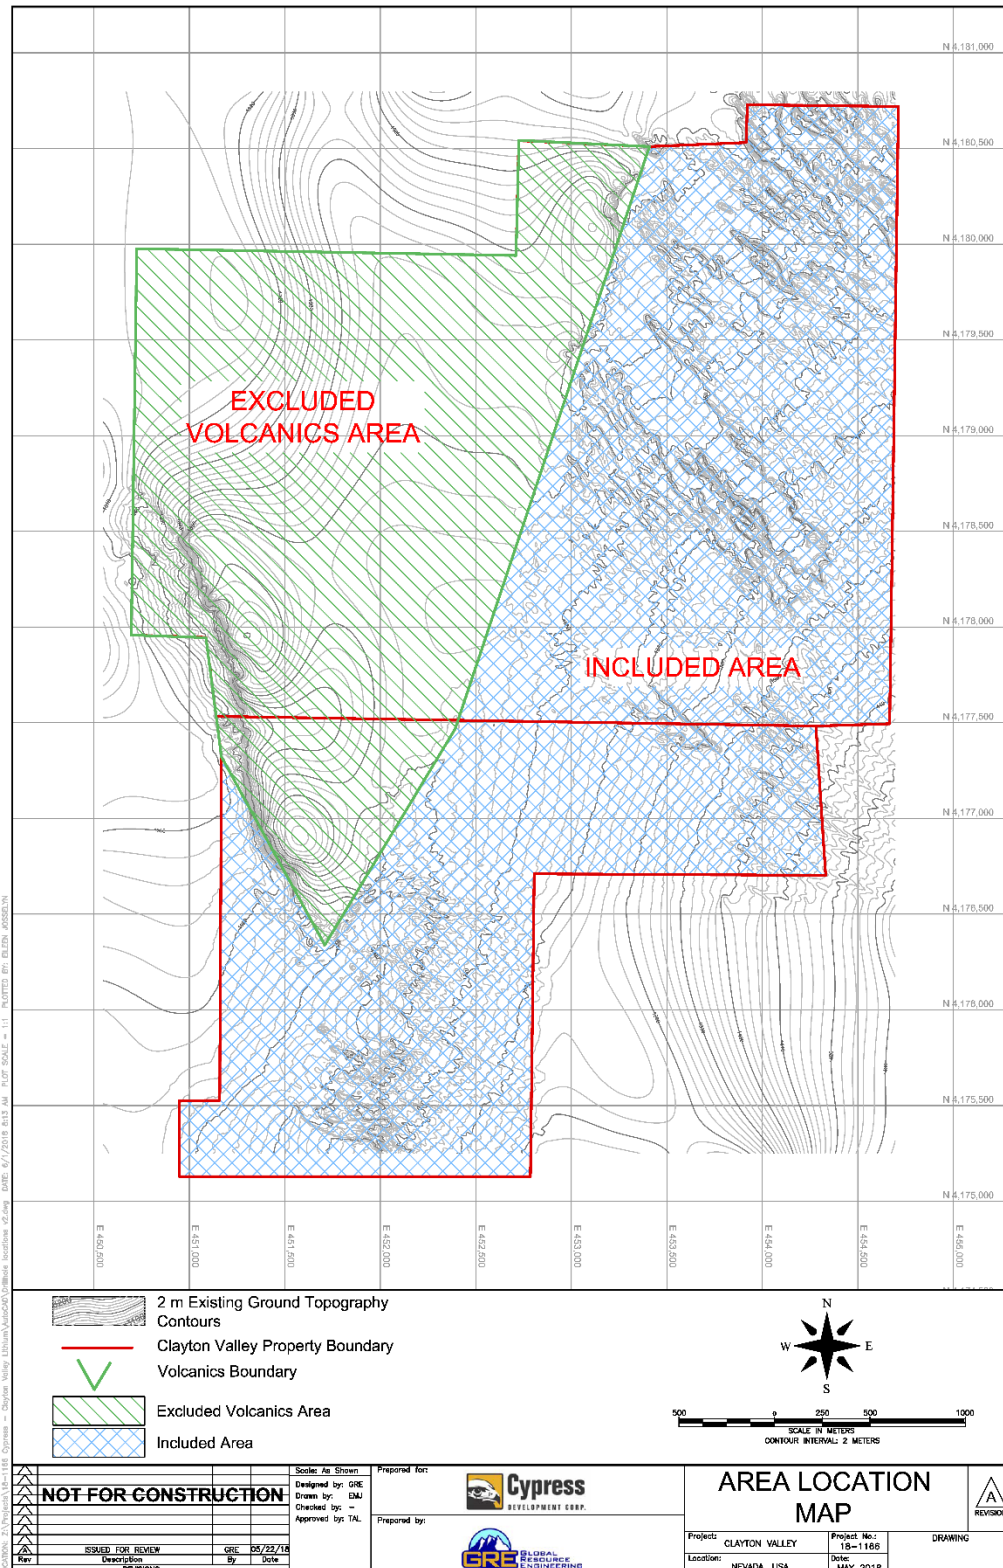 N 4,181,000
N 4,180,500
N 4,180,000
N 4,179,500
N 4,179,000
N 4,178,500
N 4,178,000
N 4,177,500
N 4,177,000
N 4,176,500
N 4,176,000
N 4,175,500
N 4,175,000
EXCLUDED
VOLCANICS AREA
INCLUDED AREA
E 450,500
E 451,000
E 451,500
E 452,000
E 452,500
E 453,000
E 453,500
E 454,000
E 454,500
E 455,000
2 m Existing Ground Topography
Contours
Clayton Valley Property Boundary
Volcanics Boundary
Excluded Volcanics Area
Included Area
N
W
E
S
500 0 250 500 1000
SCALE IN METERS
CONTOUR INTERVAL: 2 METERS
NOT FOR CONSTRUCTION
A ISSUED FOR REVIEW GRE 05/22/18
Rev Description By Date
REVISIONS
Scale: As Shown
Designed by: GRE
Drawn by: EMJ
Checked by: -
Approved by: TAL
Prepared for:
Cypress
DEVELOPMENT CORP.
Prepared by:
GRE GLOBAL
RESOURCE
ENGINEERING
AREA LOCATION
MAP
Project: CLAYTON VALLEY
Project No.: 18-1166
Location: NEVADA, USA
Date: MAY 2018
DRAWING
A
REVISION